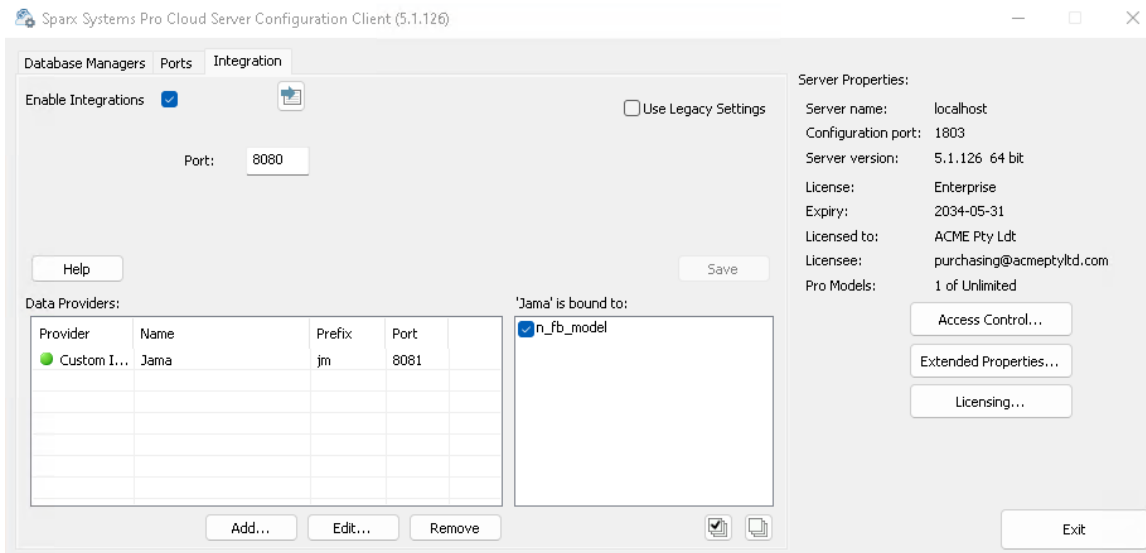 Sparx Systems Pro Cloud Server Configuration Client (5.1.126)
Database Managers Ports Integration
Enable Integrations
Use Legacy Settings
Port: 8080
Help
Save
Data Providers:
Provider Name Prefix Port
Custom I... Jama jm 8081
Add... Edit... Remove
'Jama' is bound to:
n_fb_model
Server Properties:
Server name: localhost
Configuration port: 1803
Server version: 5.1.126 64 bit
License: Enterprise
Expiry: 2034-05-31
Licensed to: ACME Pty Ldt
Licensee: purchasing@acmeptyltd.com
Pro Models: 1 of Unlimited
Access Control...
Extended Properties...
Licensing...
Exit